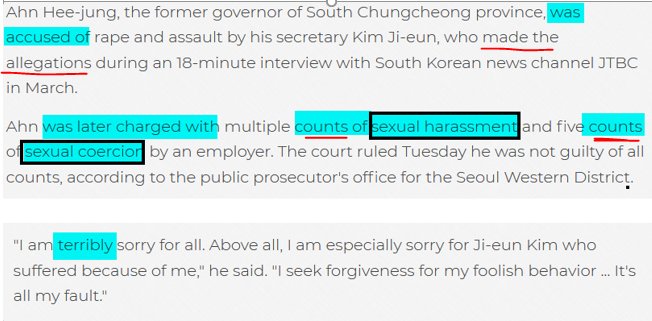 Ahn Hee-jung, the former governor of South Chungcheong province, was
accused of rape and assault by his secretary Kim Ji-eun, who made the
allegations during an 18-minute interview with South Korean news channel JTBC
in March.
Ahn was later charged with multiple counts of sexual harassment and five counts
of sexual coercion by an employer. The court ruled Tuesday he was not guilty of all
counts, according to the public prosecutor's office for the Seoul Western District.
"I am terribly sorry for all. Above all, I am especially sorry for Ji-eun Kim who
suffered because of me," he said. "I seek forgiveness for my foolish behavior ... It's
all my fault."